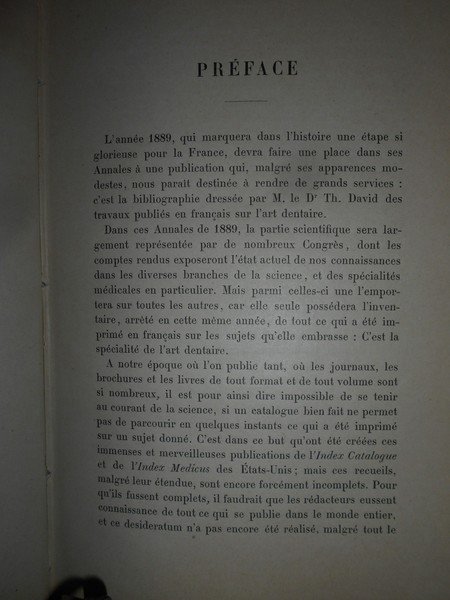 PRÉFACE
L'année 1889, qui marquera dans l'histoire une étape si
glorieuse pour la France, devra faire une place dans ses
Annales à une publication qui, malgré ses apparences mo-
destes, nous paraît destinée à rendre de grands services :
c'est la bibliographie dressée par M. le Dr Th. David des
travaux publiés en français sur l'art dentaire.
Dans ces Annales de 1889, la partie scientifique sera lar-
gement représentée par de nombreux Congrès, dont les
comptes rendus exposeront l'état actuel de nos connaissances
dans les diverses branches de la science, et des spécialités
médicales en particulier. Mais parmi celles-ci une l'empor-
tera sur toutes les autres, car elle seule possédera l'inven-
taire, arrêté en cette même année, de tout ce qui a été im-
primé en français sur les sujets qu'elle embrasse : C'est la
spécialité de l'art dentaire.
A notre époque où l'on publie tant, où les journaux, les
brochures et les livres de tout format et de tout volume sont
si nombreux, il est pour ainsi dire impossible de se tenir
au courant de la science, si un catalogue bien fait ne permet
pas de parcourir en quelques instants ce qui a été imprimé
sur un sujet donné. C'est dans ce but qu'ont été créées ces
immenses et merveilleuses publications de l'Index Catalogue
et de l'Index Medicus des États-Unis ; mais ces recueils,
malgré leur étendue, sont encore forcément incomplets. Pour
qu'ils fussent complets, il faudrait que les rédacteurs eussent
connaissance de tout ce qui se publie dans le monde entier,
et ce desideratum n'a pas encore été réalisé, malgré tout le